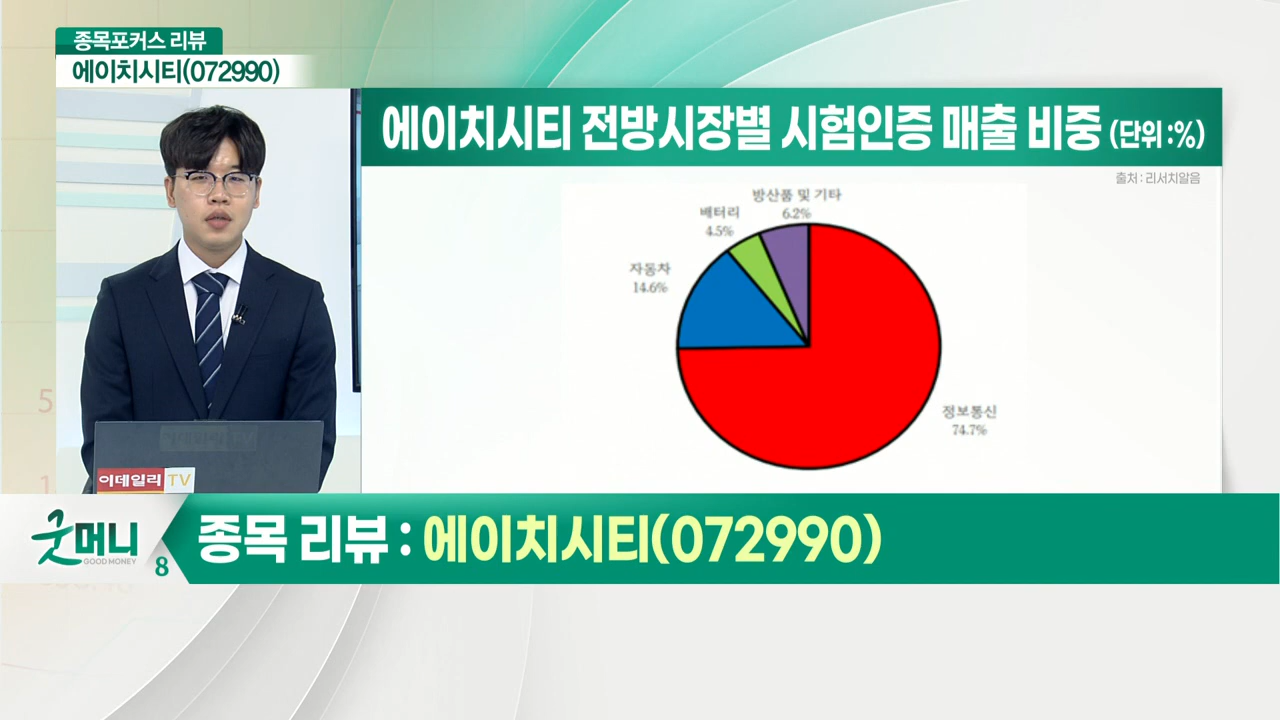 종목포커스 리뷰
에이치시티(072990)
에이치시티 전방시장별 시험인증 매출 비중 (단위 :%)
출처 : 리서치알음
방산품 및 기타
6.2%
배터리
4.5%
자동차
14.6%
정보통신
74.7%
이데일리 TV
굿머니
GOOD MONEY
8
종목 리뷰 : 에이치시티(072990)